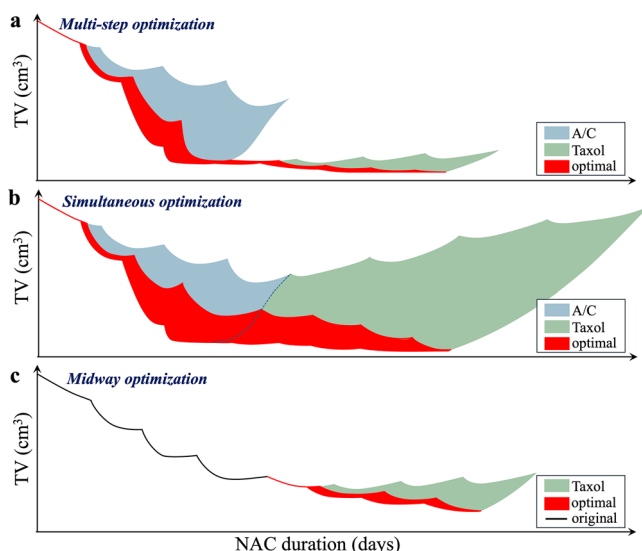 a
Multi-step optimization
TV (cm³)
A/C
Taxol
optimal
b
Simultaneous optimization
TV (cm³)
A/C
Taxol
optimal
c
Midway optimization
TV (cm³)
Taxol
optimal
original
NAC duration (days)